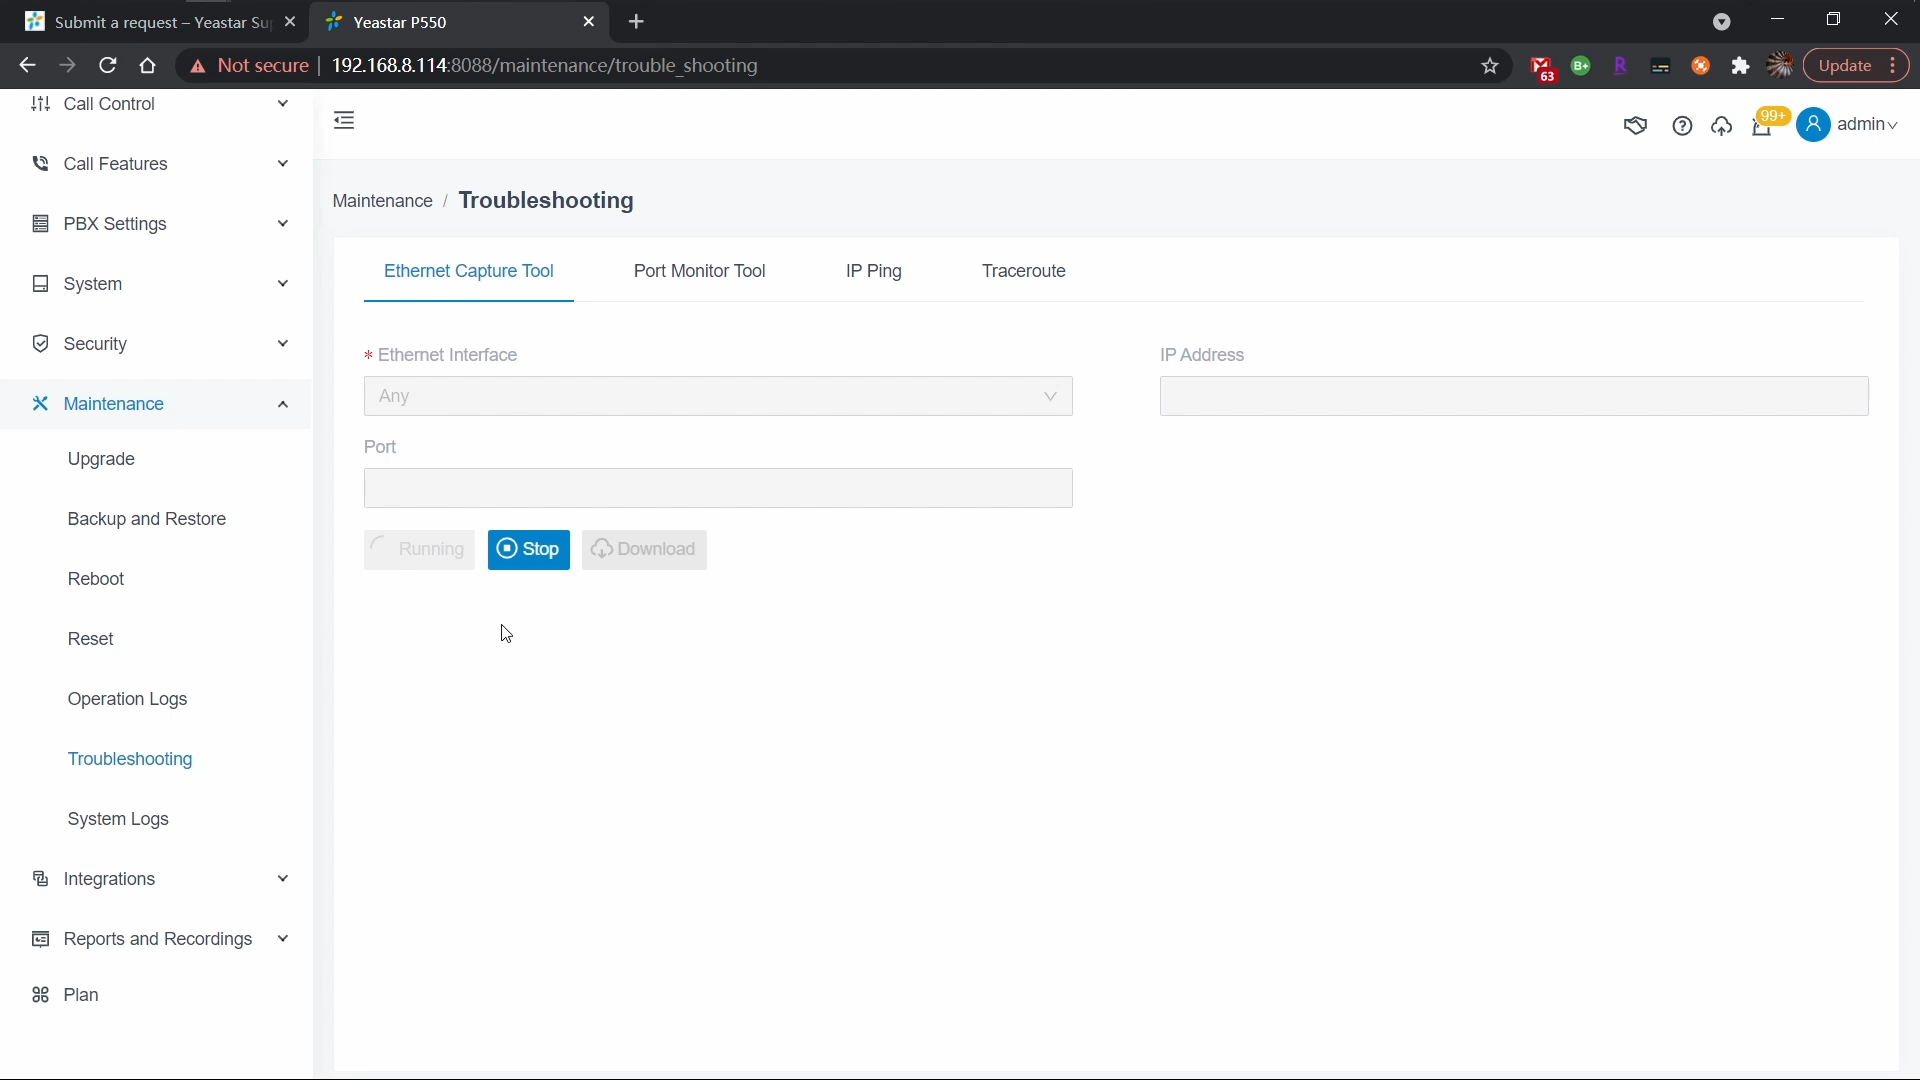 Submit a request – Yeastar Su
Yeastar P550
Not secure
192.168.8.114:8088/maintenance/trouble_shooting
63
B+
R
Update
Call Control
99+
admin
Call Features
Maintenance / Troubleshooting
PBX Settings
Ethernet Capture Tool
Port Monitor Tool
IP Ping
Traceroute
System
Security
* Ethernet Interface
IP Address
Any
Maintenance
Port
Upgrade
Backup and Restore
Running
Stop
Download
Reboot
Reset
Operation Logs
Troubleshooting
System Logs
Integrations
Reports and Recordings
Plan